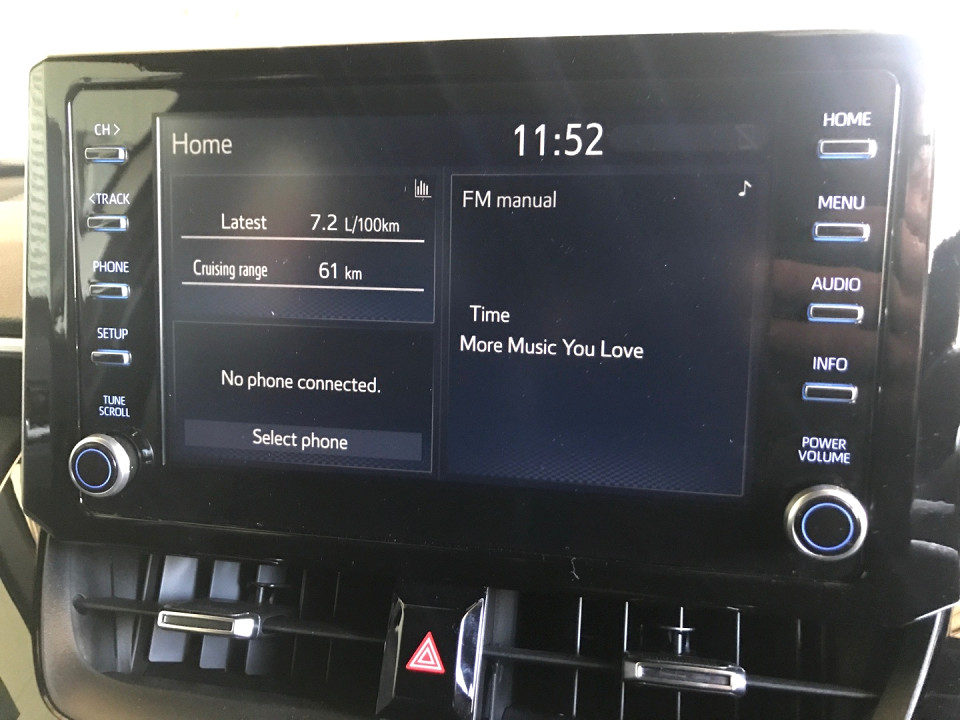 CH >
<TRACK
PHONE
SETUP
TUNE
SCROLL
Home
11:52
Latest 7.2 L/100km
Cruising range 61 km
No phone connected.
Select phone
FM manual
Time
More Music You Love
HOME
MENU
AUDIO
INFO
POWER
VOLUME